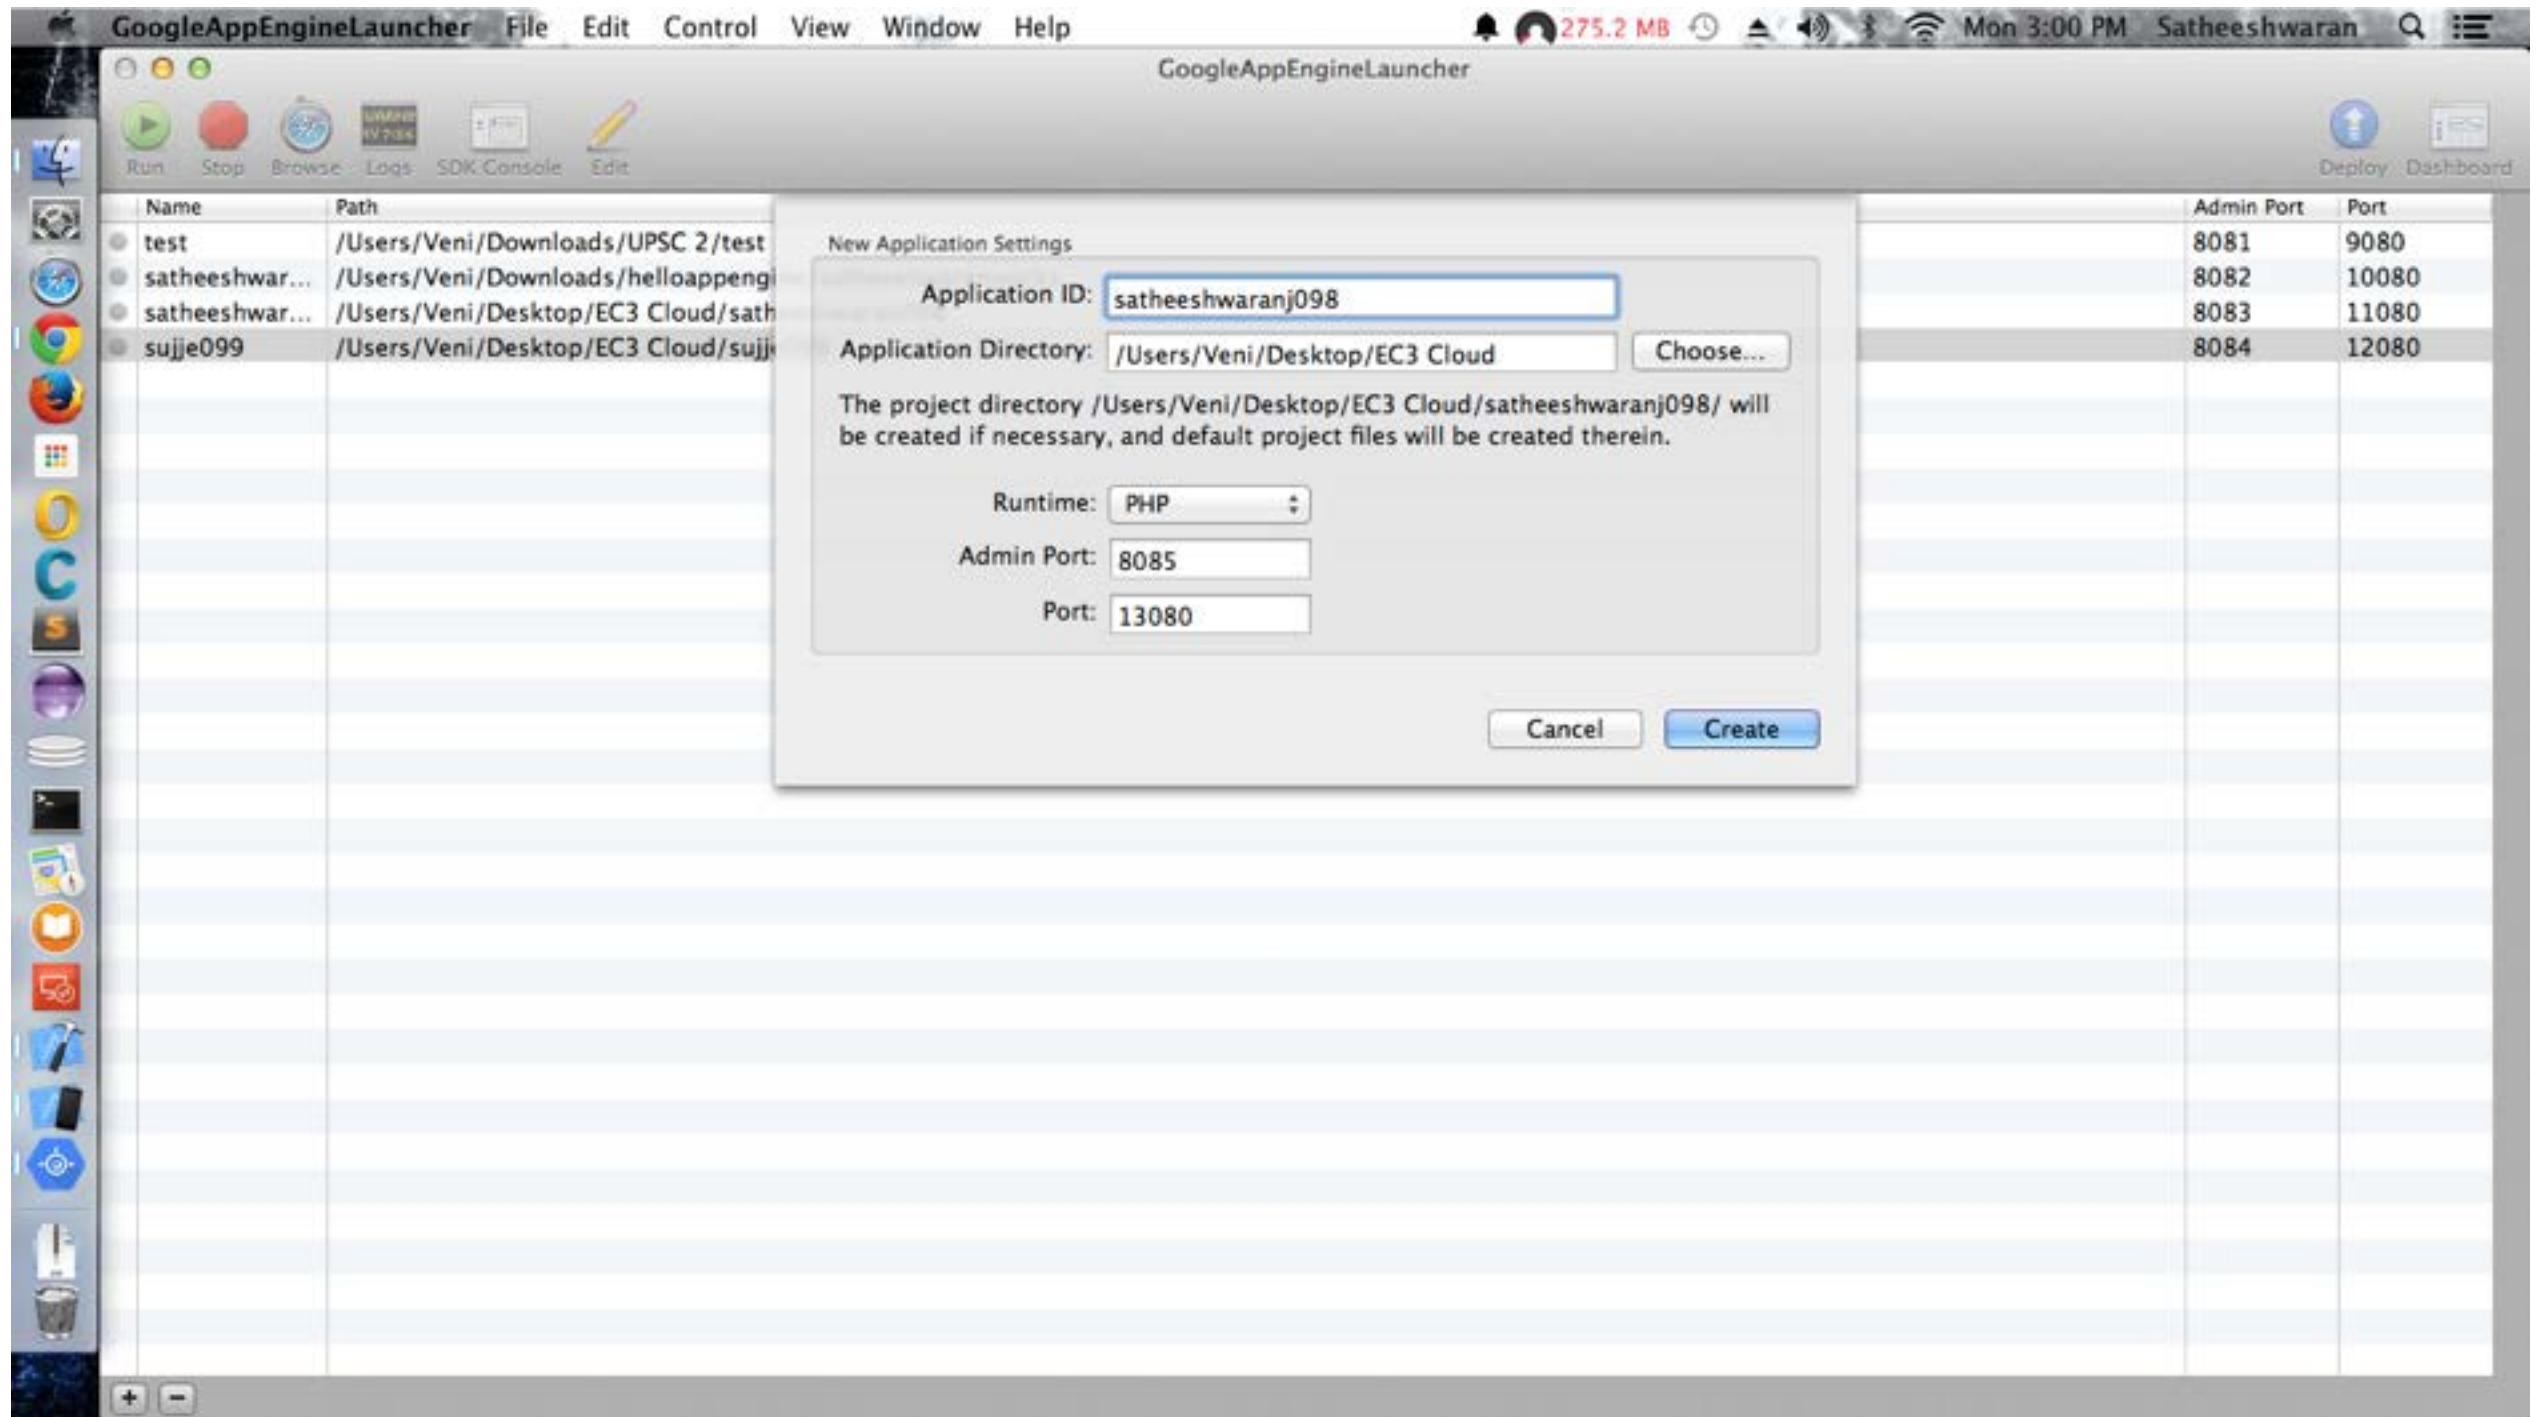 GoogleAppEngineLauncher File Edit Control View Window Help 275.2 MB Mon 3:00 PM Satheeshwaran
GoogleAppEngineLauncher
Run Stop Browse Logs SDK Console Edit Deploy Dashboard
Name Path Admin Port Port
test /Users/Veni/Downloads/UPSC 2/test 8081 9080
satheeshwar... /Users/Veni/Downloads/helloappengi 8082 10080
satheeshwar... /Users/Veni/Desktop/EC3 Cloud/sath 8083 11080
sujje099 /Users/Veni/Desktop/EC3 Cloud/sujje 8084 12080
New Application Settings
Application ID: satheeshwaranj098
Application Directory: /Users/Veni/Desktop/EC3 Cloud Choose...
The project directory /Users/Veni/Desktop/EC3 Cloud/satheeshwaranj098/ will
be created if necessary, and default project files will be created therein.
Runtime: PHP
Admin Port: 8085
Port: 13080
Cancel Create